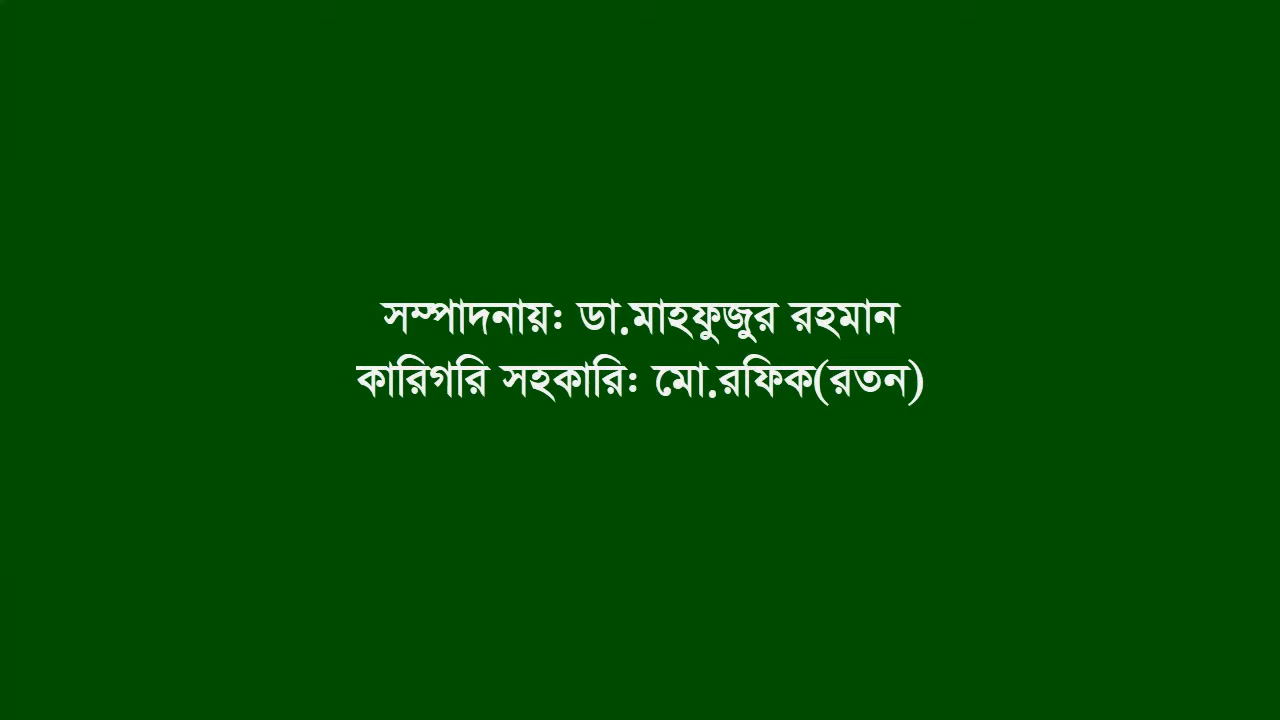 সম্পাদনায়: ডা.মাহফুজুর রহমান
কারিগরি সহকারি: মো.রফিক(রতন)